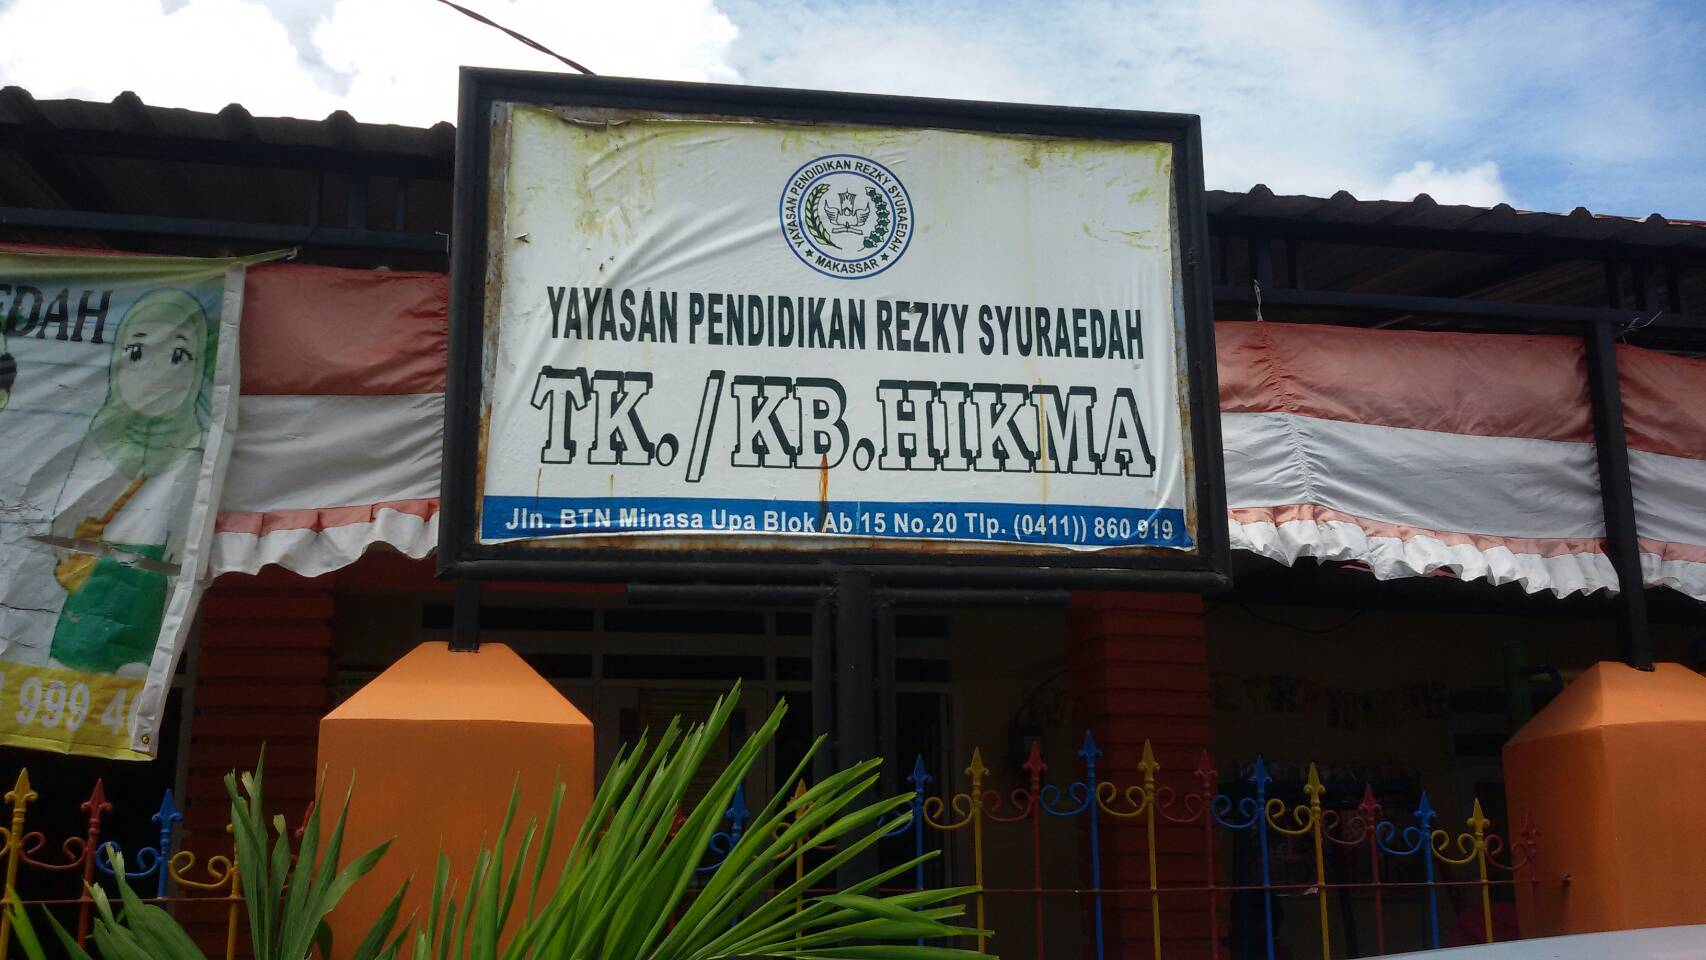 YAYASAN PENDIDIKAN REZKY SYURAEDAH
MAKASSAR
YAYASAN PENDIDIKAN REZKY SYURAEDAH
TK./KB.HIKMA
Jln. BTN Minasa Upa Blok Ab 15 No.20 Tlp. (0411)) 860 919
EDAH
999 4